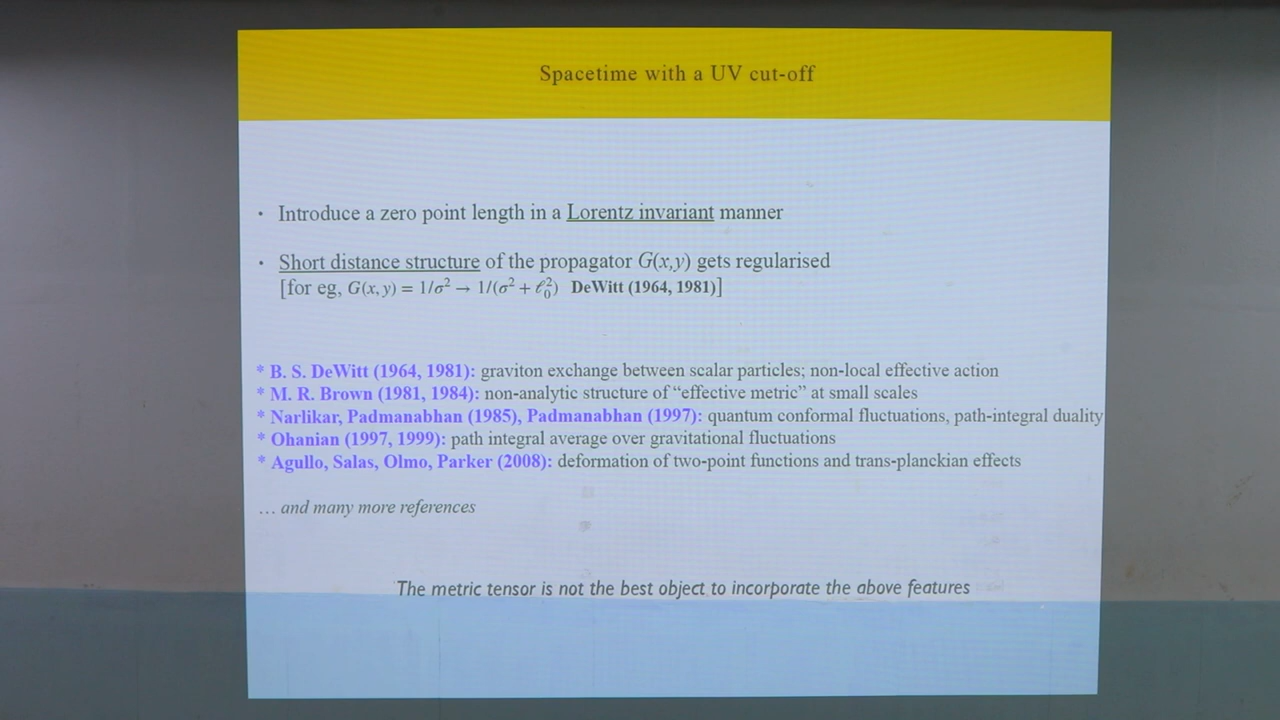 Spacetime with a UV cut-off
· Introduce a zero point length in a Lorentz invariant manner
· Short distance structure of the propagator G(x,y) gets regularised
[for eg, G(x, y) = 1/σ² → 1/(σ² + ℓ₀²) DeWitt (1964, 1981)]
* B. S. DeWitt (1964, 1981): graviton exchange between scalar particles; non-local effective action
* M. R. Brown (1981, 1984): non-analytic structure of “effective metric” at small scales
* Narlikar, Padmanabhan (1985), Padmanabhan (1997): quantum conformal fluctuations, path-integral duality
* Ohanian (1997, 1999): path integral average over gravitational fluctuations
* Agullo, Salas, Olmo, Parker (2008): deformation of two-point functions and trans-planckian effects
… and many more references
The metric tensor is not the best object to incorporate the above features